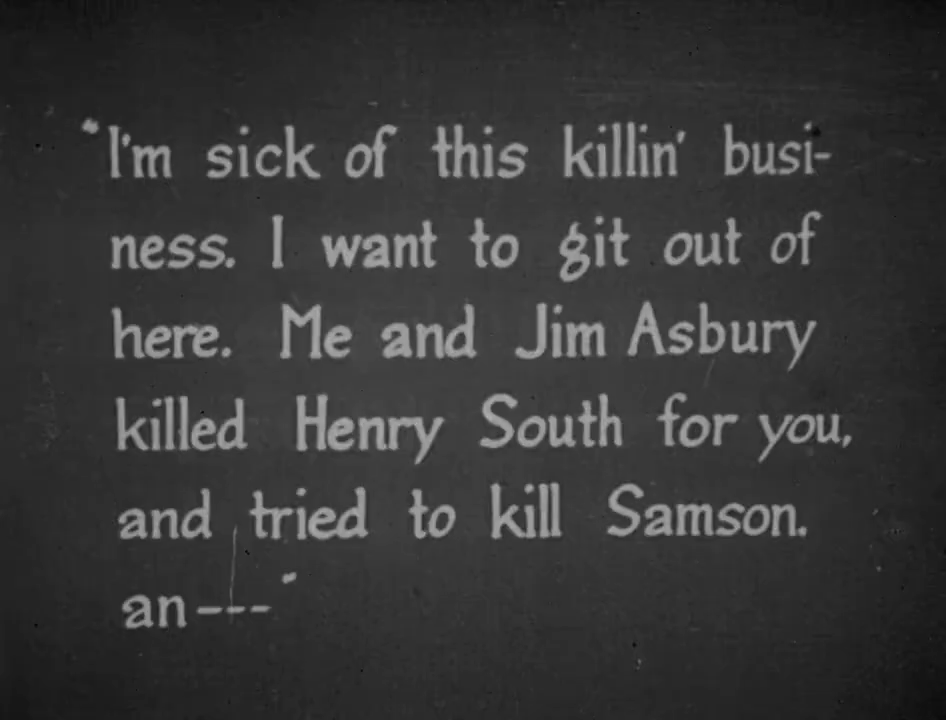 "I'm sick of this killin' busi-
ness. I want to git out of
here. Me and Jim Asbury
killed Henry South for you,
and tried to kill Samson.
an---"